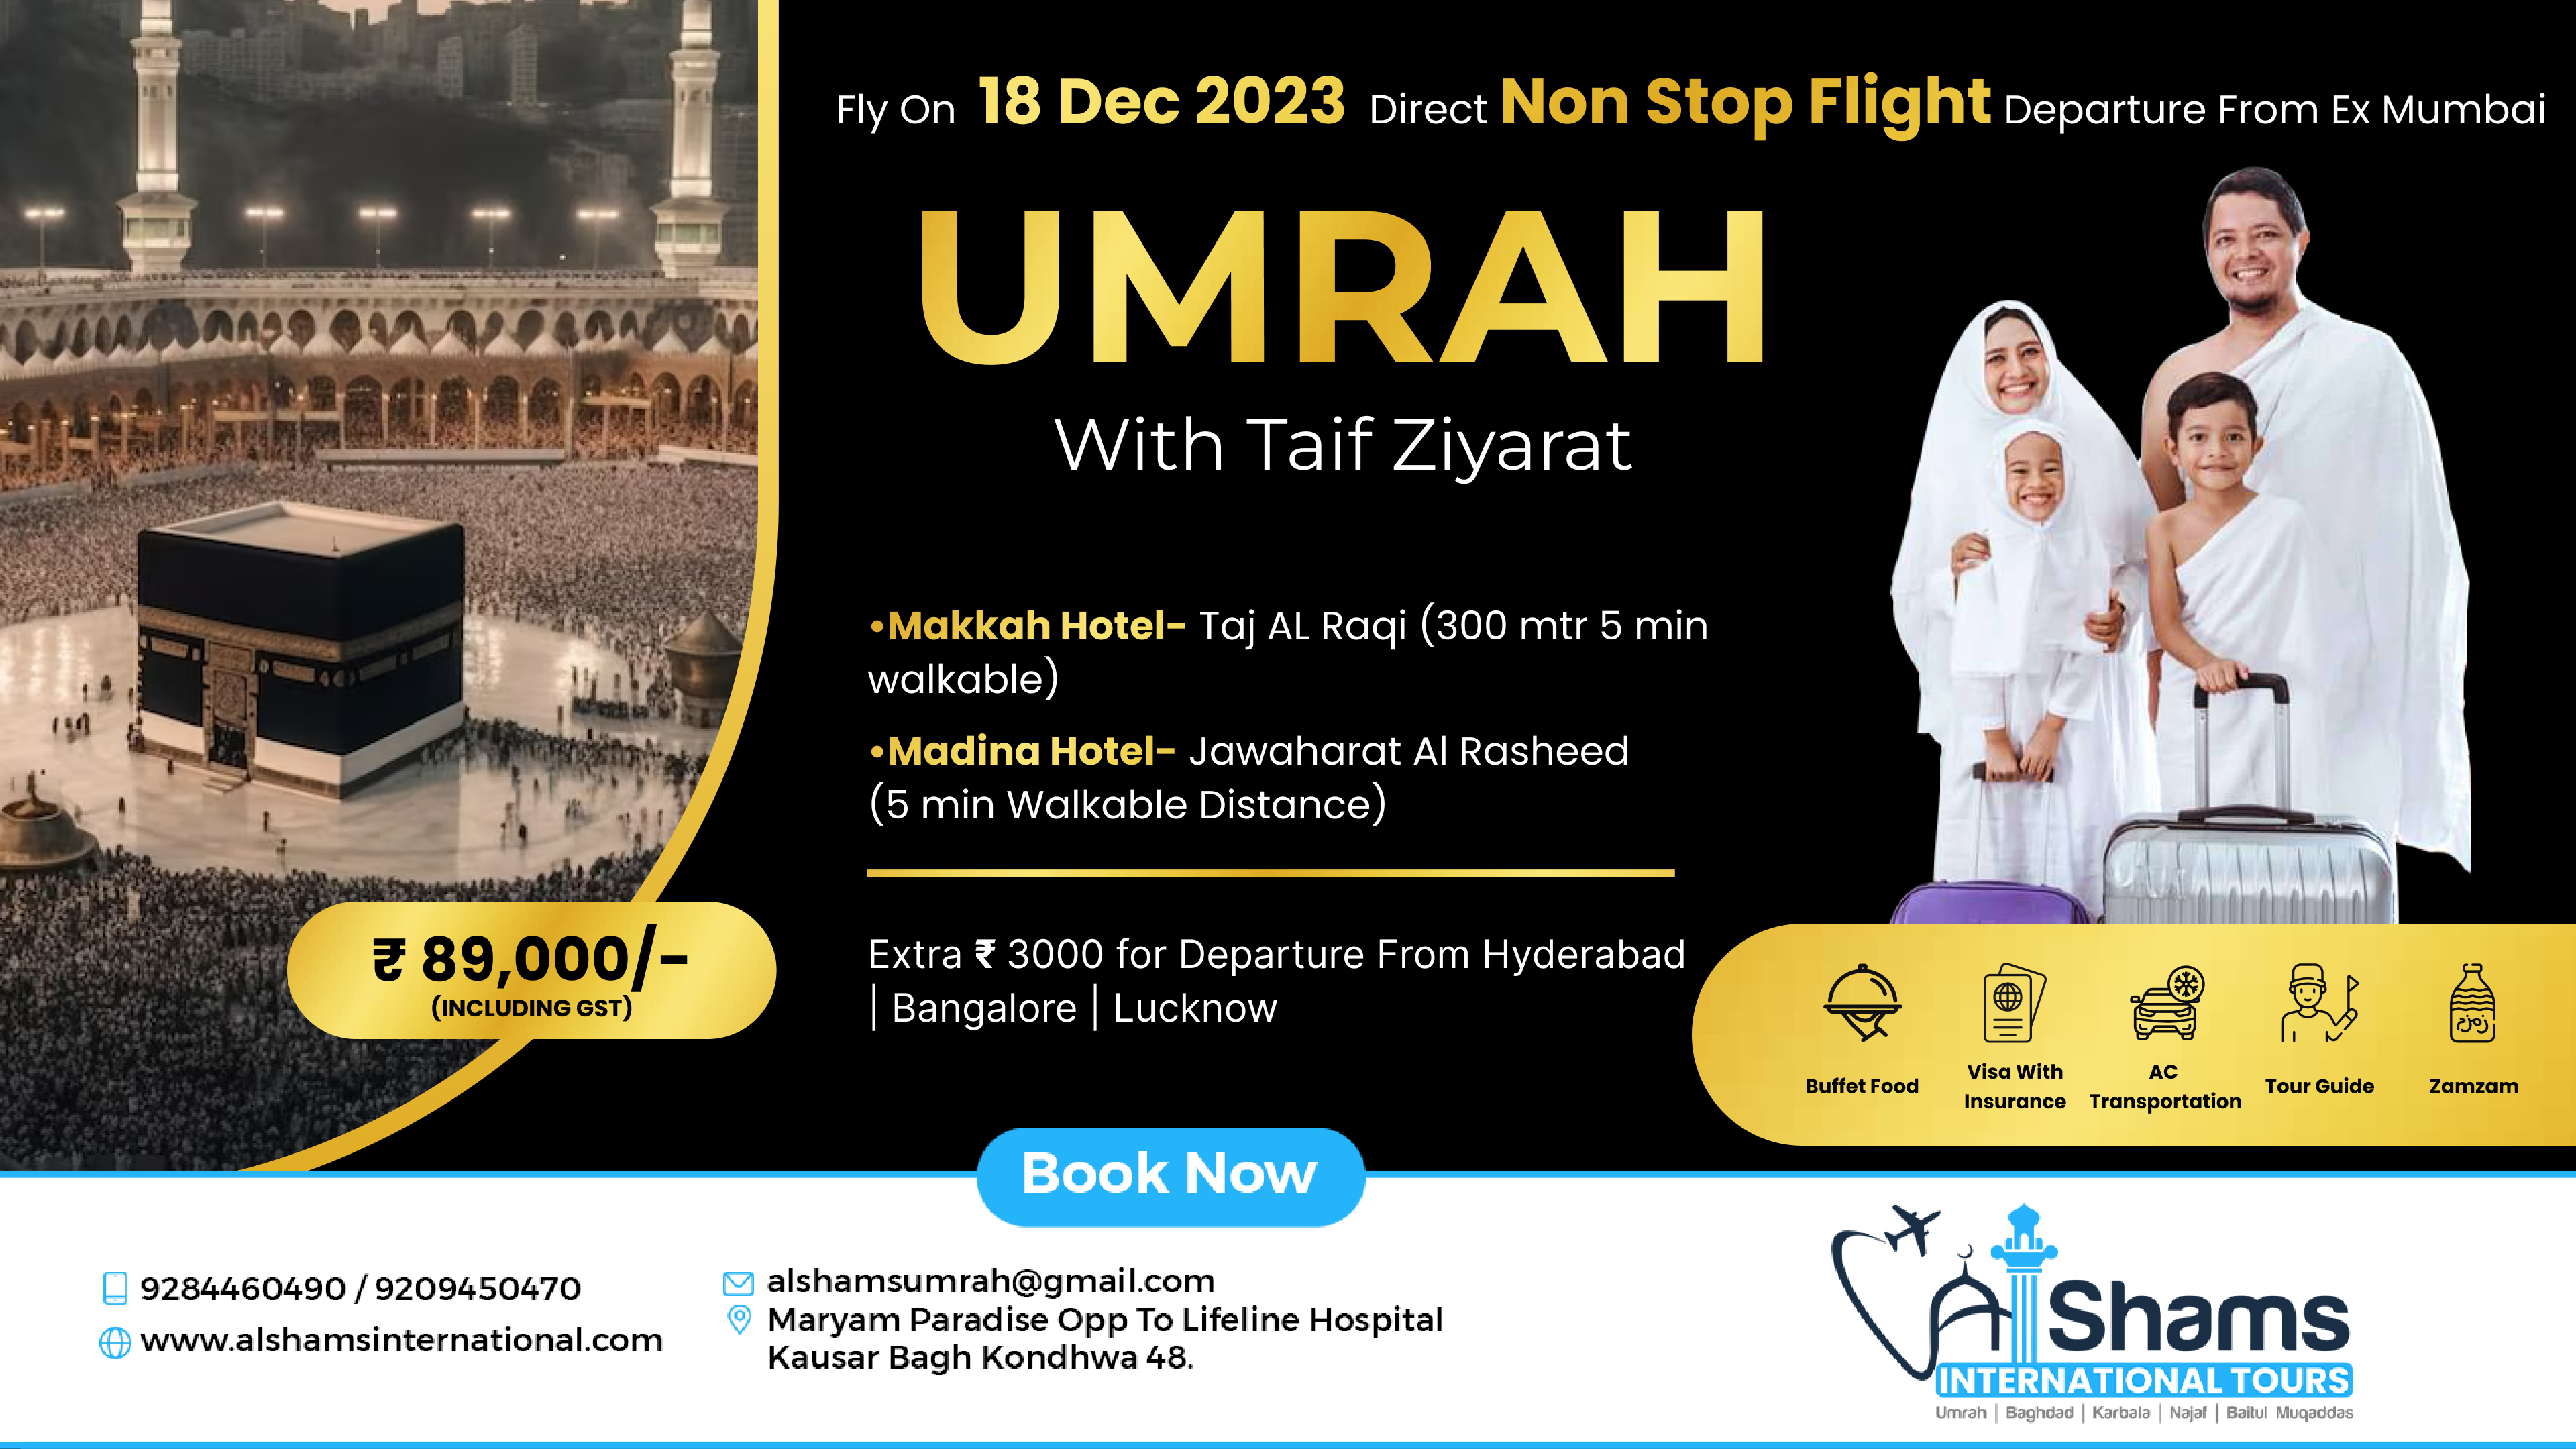 Fly On 18 Dec 2023 Direct Non Stop Flight Departure From Ex Mumbai
UMRAH
With Taif Ziyarat
•Makkah Hotel- Taj AL Raqi (300 mtr 5 min
walkable)
•Madina Hotel- Jawaharat Al Rasheed
(5 min Walkable Distance)
₹ 89,000/-
(INCLUDING GST)
Extra ₹ 3000 for Departure From Hyderabad
| Bangalore | Lucknow
Buffet Food
Visa With
Insurance
AC
Transportation
Tour Guide
Zamzam
Book Now
9284460490 / 9209450470
www.alshamsinternational.com
alshamsumrah@gmail.com
Maryam Paradise Opp To Lifeline Hospital
Kausar Bagh Kondhwa 48.
Al Shams
INTERNATIONAL TOURS
Umrah | Baghdad | Karbala | Najaf | Baitul Muqaddas